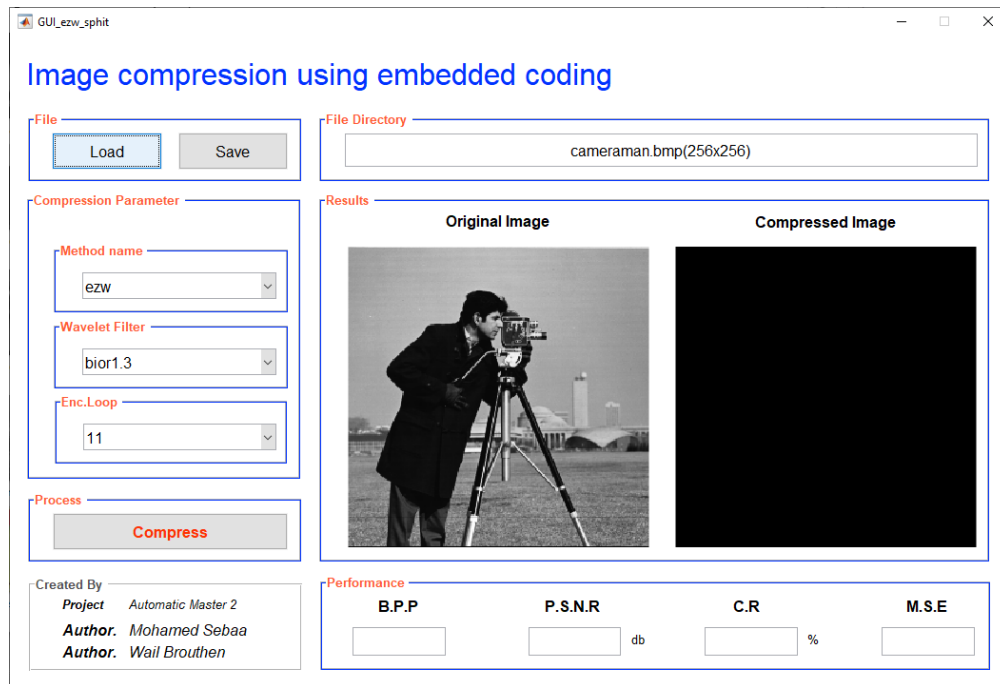 GUI_ezw_sphit
Image compression using embedded coding
File
Load
Save
File Directory
cameraman.bmp(256x256)
Compression Parameter
Method name
ezw
Wavelet Filter
bior1.3
Enc.Loop
11
Process
Compress
Results
Original Image
Compressed Image
Created By
Project Automatic Master 2
Author. Mohamed Sebaa
Author. Wail Brouthen
Performance
B.P.P
P.S.N.R
db
C.R
%
M.S.E